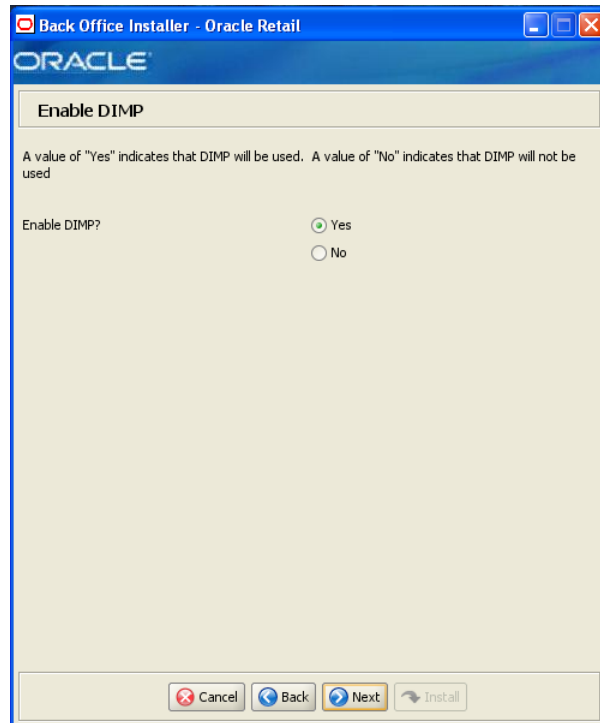 Back Office Installer - Oracle Retail
ORACLE
Enable DIMP
A value of "Yes" indicates that DIMP will be used. A value of "No" indicates that DIMP will not be
used
Enable DIMP? Yes
No
Cancel Back Next Install